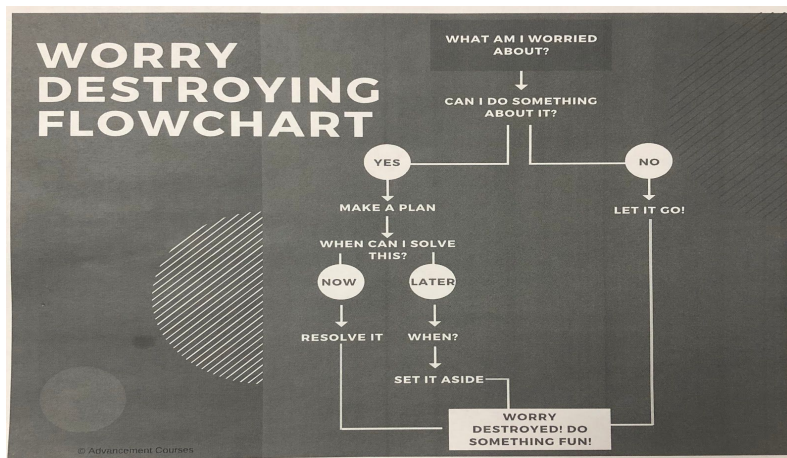 WORRY
DESTROYING
FLOWCHART
WHAT AM I WORRIED
ABOUT?
CAN I DO SOMETHING
ABOUT IT?
YES
NO
MAKE A PLAN
LET IT GO!
WHEN CAN I SOLVE
THIS?
NOW
LATER
RESOLVE IT
WHEN?
SET IT ASIDE
WORRY
DESTROYED! DO
SOMETHING FUN!
© Advancement Courses